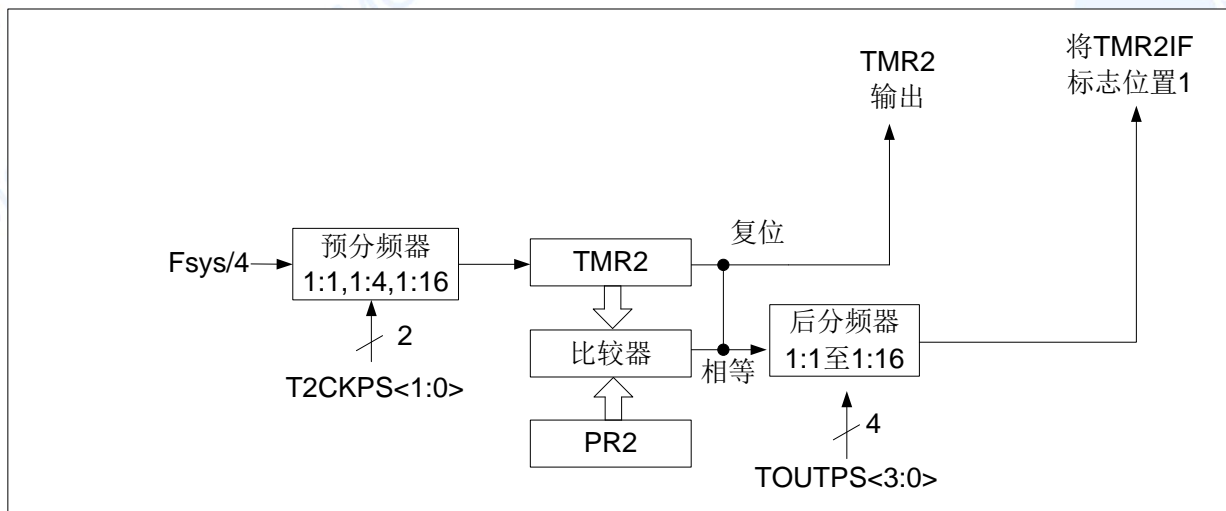 将TMR2IF
标志位置1
TMR2
输出
复位
Fsys/4
预分频器
1:1,1:4,1:16
TMR2
2
T2CKPS<1:0>
比较器
相等
PR2
后分频器
1:1至1:16
4
TOUTPS<3:0>